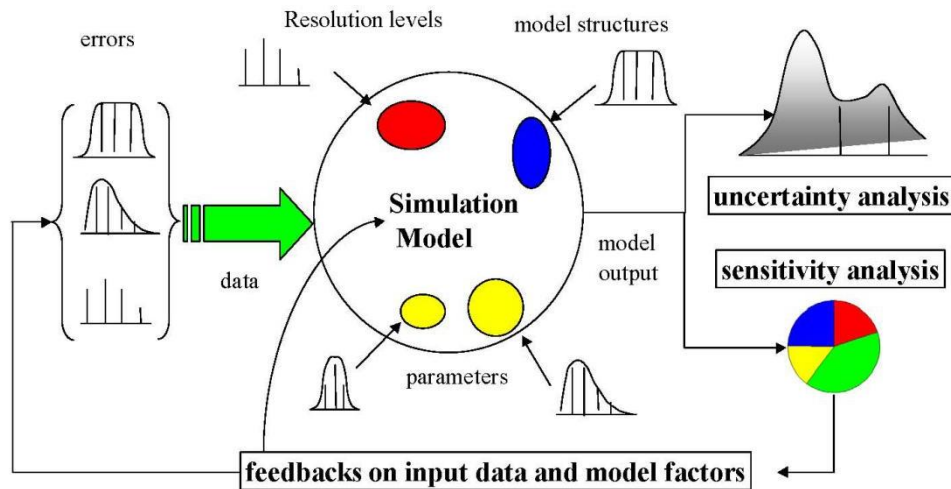 errors
Resolution levels
model structures
Simulation
Model
uncertainty analysis
data
model
output
sensitivity analysis
parameters
feedbacks on input data and model factors